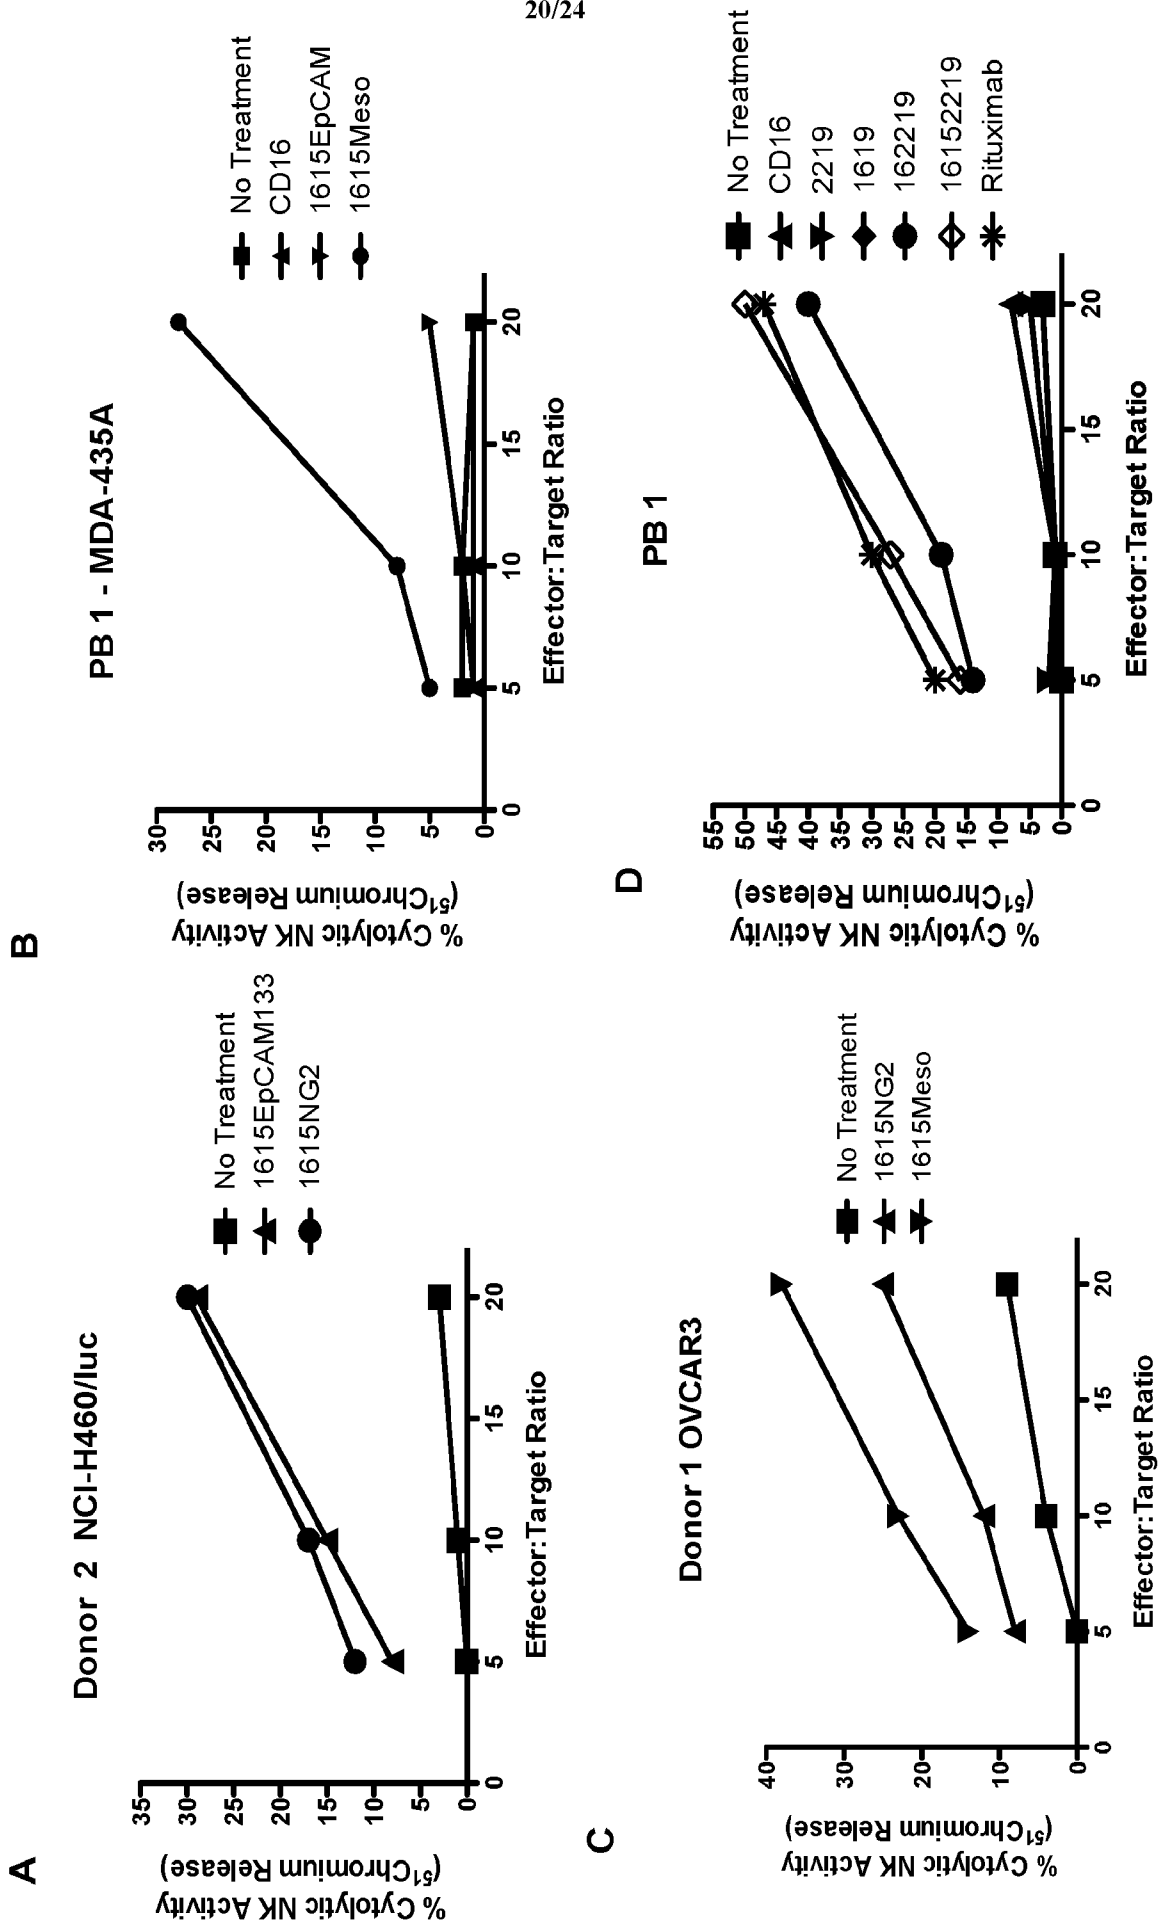 20/24
A
Donor 2 NCI-H460/luc
% Cytolytic NK Activity
(⁵¹Chromium Release)
35
30
25
20
15
10
5
0
0
5
10
15
20
Effector:Target Ratio
No Treatment
1615EpCAM133
1615NG2
B
PB 1 - MDA-435A
% Cytolytic NK Activity
(⁵¹Chromium Release)
30
25
20
15
10
5
0
0
5
10
15
20
Effector:Target Ratio
No Treatment
CD16
1615EpCAM
1615Meso
C
Donor 1 OVCAR3
% Cytolytic NK Activity
(⁵¹Chromium Release)
40
30
20
10
0
0
5
10
15
20
Effector:Target Ratio
No Treatment
1615NG2
1615Meso
D
PB 1
% Cytolytic NK Activity
(⁵¹Chromium Release)
55
50
45
40
35
30
25
20
15
10
5
0
0
5
10
15
20
Effector:Target Ratio
No Treatment
CD16
2219
1619
162219
16152219
Rituximab